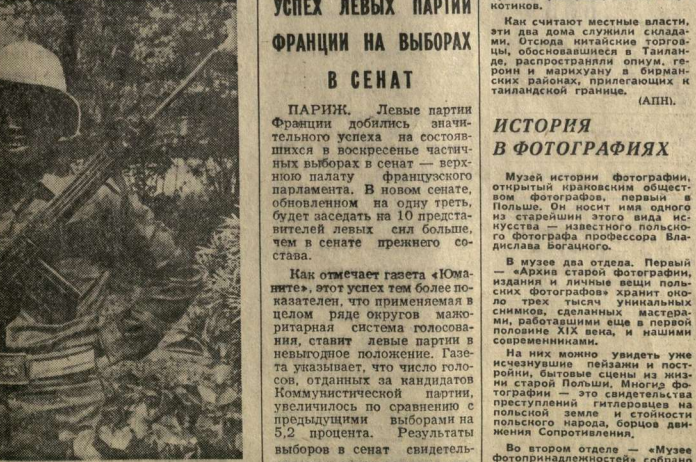 УСПЕХ ЛЕВЫХ ПАРТИЙ
ФРАНЦИИ НА ВЫБОРАХ
В СЕНАТ
ПАРИЖ. Левые партии
Франции добились значи-
тельного успеха на состояв-
шихся в воскресенье частич-
ных выборах в сенат — верх-
нюю палату французского
парламента. В новом сенате,
обновленном на одну треть,
будет заседать на 10 предста-
вителей левых сил больше,
чем в сенате прежнего со-
става.
Как отмечает газета «Юма-
ните», этот успех тем более по-
казателен, что применяемая в
целом ряде округов мажо-
ритарная система голосова-
ния, ставит левые партии в
невыгодное положение. Газе-
та указывает, что число голо-
сов, отданных за кандидатов
Коммунистической партии,
увеличилось по сравнению с
предыдущими выборами на
5,2 процента. Результаты
выборов в сенат свидетель-
котиков.
Как считают местные власти,
эти два дома служили склада-
ми. Отсюда китайские торгов-
цы, обосновавшиеся в Таилан-
де, распространяли опиум, ге-
роин и марихуану в бирман-
ских районах, прилегающих к
таиландской границе.
(АПН).
ИСТОРИЯ
В ФОТОГРАФИЯХ
Музей истории фотографии,
открытый краковским общест-
вом фотографов, первый в
Польше. Он носит имя одного
из старейшин этого вида ис-
кусства — известного польско-
го фотографа профессора Вла-
дислава Богацкого.
В музее два отдела. Первый
— «Архив старой фотографии,
издания и личные вещи поль-
ских фотографов» хранит око-
ло трех тысяч уникальных
снимков, сделанных мастера-
ми, работавшими еще в первой
половине XIX века, и нашими
современниками.
На них можно увидеть уже
исчезнувшие пейзажи и пост-
ройки, бытовые сцены из жиз-
ни старой Польши. Многие фо-
тографии — это свидетельства
преступлений гитлеровцев на
польской земле и стойкости
польского народа, борцов дви-
жения Сопротивления.
Во втором отделе — «Музее
фотопринадлежностей» собрано